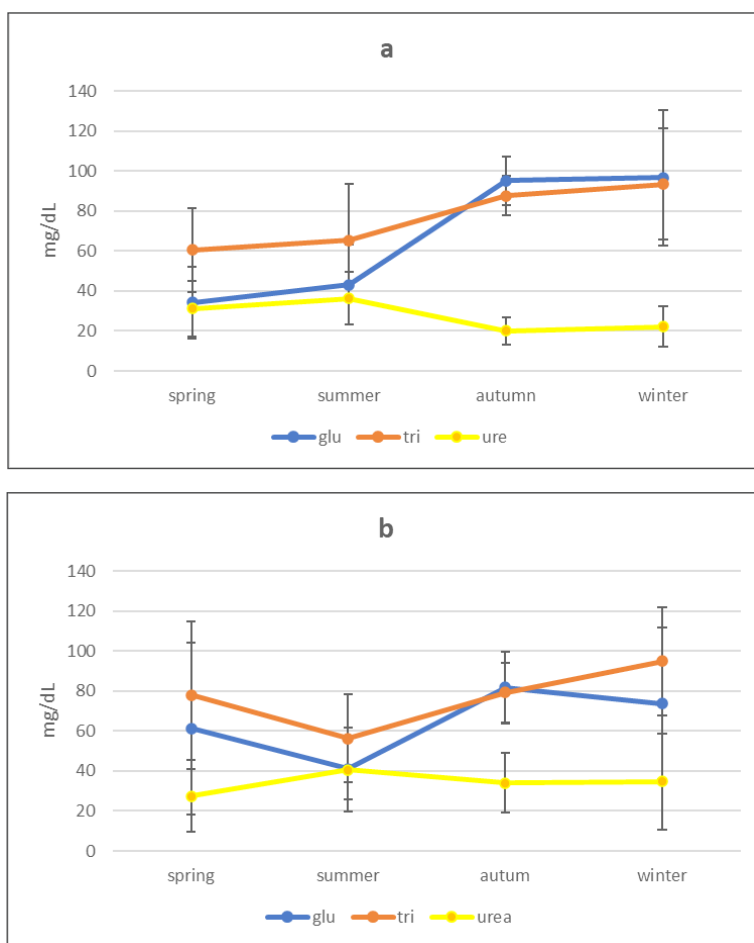 a
140
120
100
80
60
40
20
0
mg/dL
spring summer autumn winter
glu tri ure
b
140
120
100
80
60
40
20
0
mg/dL
spring summer autum winter
glu tri urea